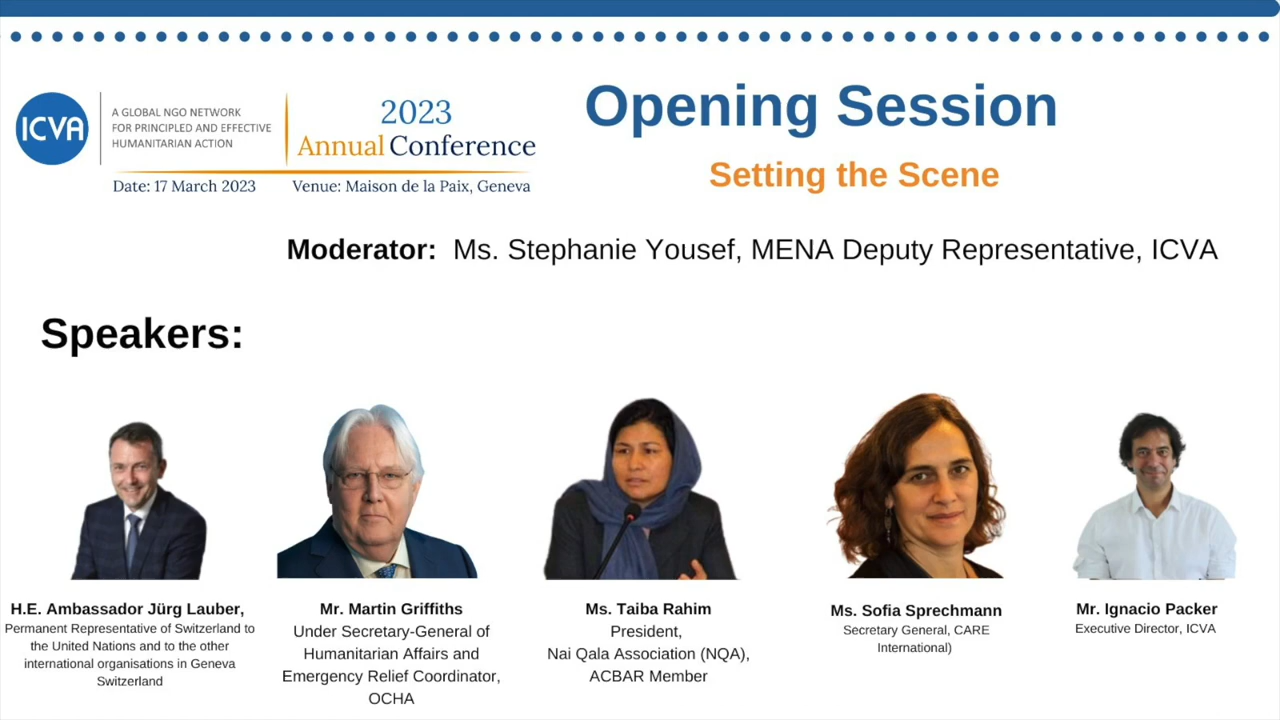 ICVA
A GLOBAL NGO NETWORK
FOR PRINCIPLED AND EFFECTIVE
HUMANITARIAN ACTION
2023
Annual Conference
Date: 17 March 2023 Venue: Maison de la Paix, Geneva
Opening Session
Setting the Scene
Moderator: Ms. Stephanie Yousef, MENA Deputy Representative, ICVA
Speakers:
H.E. Ambassador Jürg Lauber,
Permanent Representative of Switzerland to
the United Nations and to the other
international organisations in Geneva
Switzerland
Mr. Martin Griffiths
Under Secretary-General of
Humanitarian Affairs and
Emergency Relief Coordinator,
OCHA
Ms. Taiba Rahim
President,
Nai Qala Association (NQA),
ACBAR Member
Ms. Sofia Sprechmann
Secretary General, CARE
International)
Mr. Ignacio Packer
Executive Director, ICVA